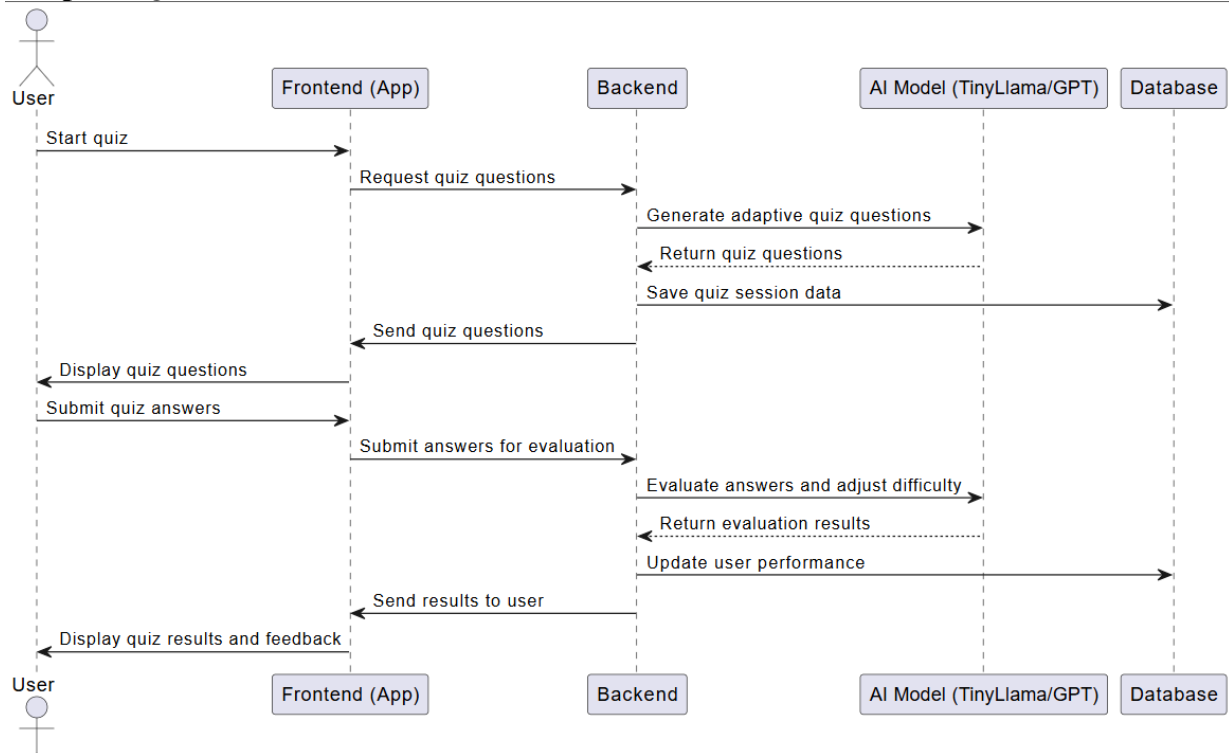 User
Frontend (App)
Backend
AI Model (TinyLlama/GPT)
Database
Start quiz
Request quiz questions
Generate adaptive quiz questions
Return quiz questions
Save quiz session data
Send quiz questions
Display quiz questions
Submit quiz answers
Submit answers for evaluation
Evaluate answers and adjust difficulty
Return evaluation results
Update user performance
Send results to user
Display quiz results and feedback
User
Frontend (App)
Backend
AI Model (TinyLlama/GPT)
Database